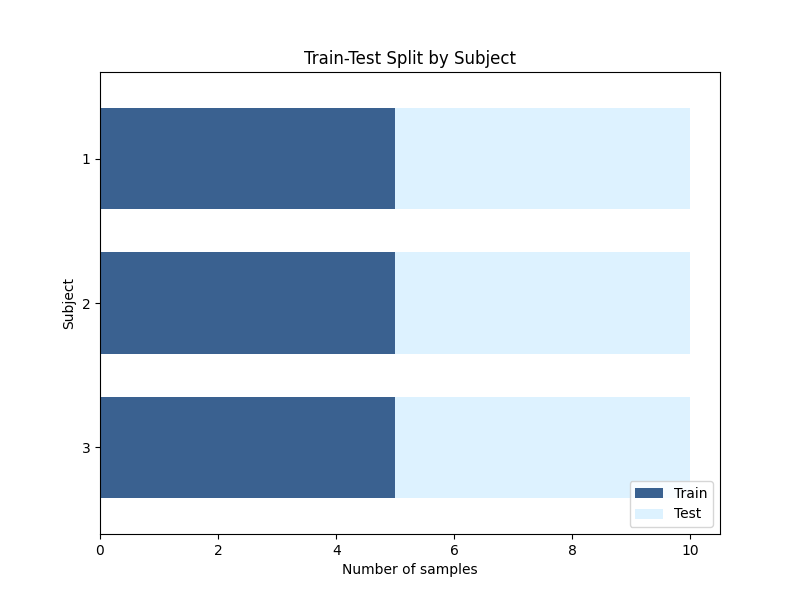 Train-Test Split by Subject
Subject
1
2
3
Train
Test
0 2 4 6 8 10
Number of samples